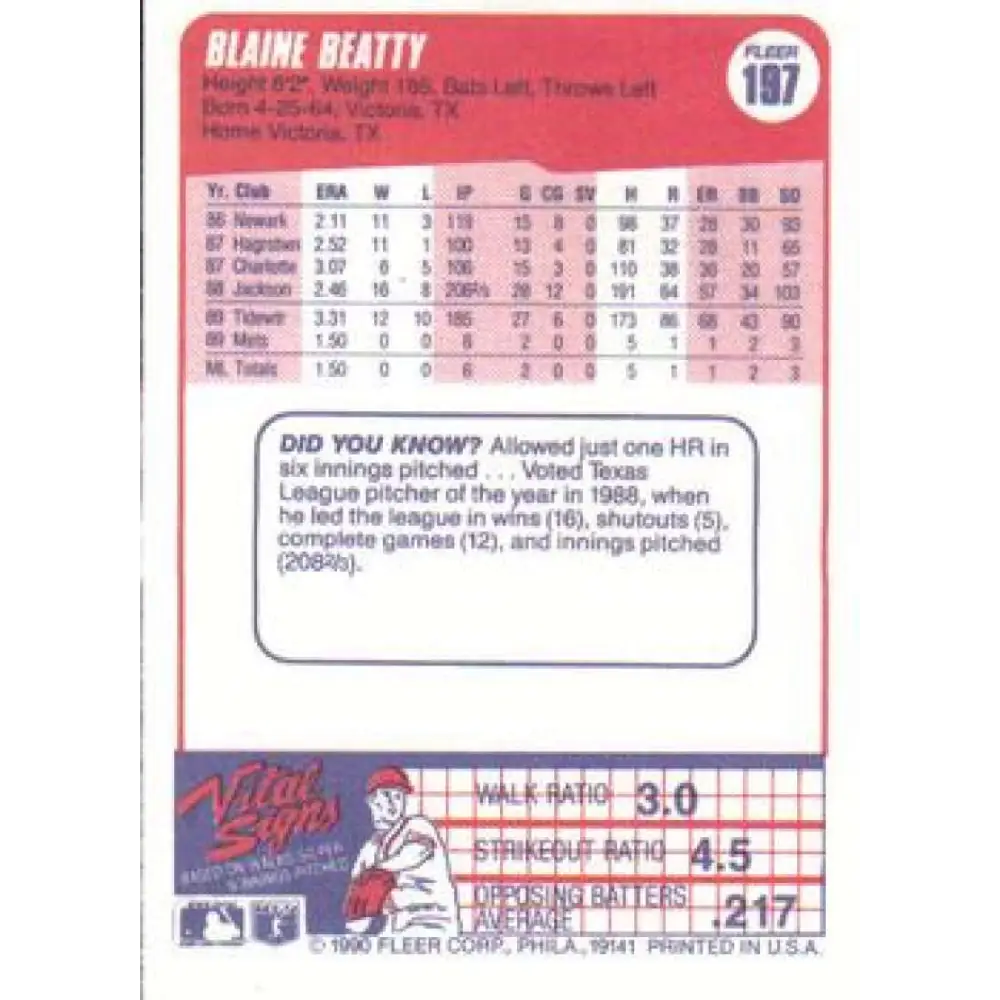 BLAINE BEATTY
FLEER
197
Height 6'2", Weight 185, Bats Left, Throws Left
Born 4-25-64, Victoria, TX
Home Victoria, TX
Yr. Club ERA W L IP G CG SV H R ER BB SO
86 Newark 2.11 11 3 119 15 8 0 98 37 28 30 93
87 Hagrstwn 2.52 11 1 100 13 4 0 81 32 28 11 65
87 Charlotte 3.07 6 5 106 15 3 0 110 38 36 20 57
88 Jackson 2.46 16 8 208⅔ 28 12 0 191 64 57 34 103
89 Tidewtr 3.31 12 10 185 27 6 0 173 86 68 43 90
89 Mets 1.50 0 0 6 2 0 0 5 1 1 2 3
ML Totals 1.50 0 0 6 2 0 0 5 1 1 2 3
DID YOU KNOW? Allowed just one HR in
six innings pitched . . . Voted Texas
League pitcher of the year in 1988, when
he led the league in wins (16), shutouts (5),
complete games (12), and innings pitched
(208⅔).
Vital
Signs
BASED ON WALKS, SO PER
9 INNINGS PITCHED
WALK RATIO 3.0
STRIKEOUT RATIO 4.5
OPPOSING BATTERS
AVERAGE .217
© 1990 FLEER CORP., PHILA., 19141 PRINTED IN U.S.A.